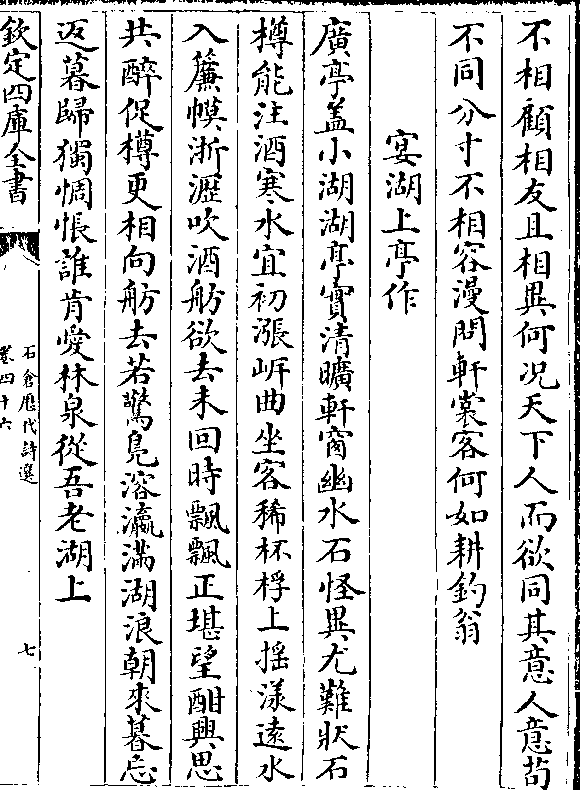 不相顧相友且相異何况天下人而欲同其意人意苟
不同分寸不相容漫問軒裳客何如耕釣翁
宴湖上亭作
廣亭盖小湖湖亭實清曠軒窗幽水石怪異尤難狀石
樽能注酒寒水宜初漲岍曲坐客稀杯桴上摇漾逺水
入簾幙淅瀝吹酒舫欲去未回時飄飄正堪望酣興思
共醉促樽更相向舫去若驚鳬溶瀛滿湖浪朝來暮忘
返暮歸獨惆悵誰肯愛林泉從吾老湖上
欽定四庫全書
石倉歷代詩選
卷四十六
七